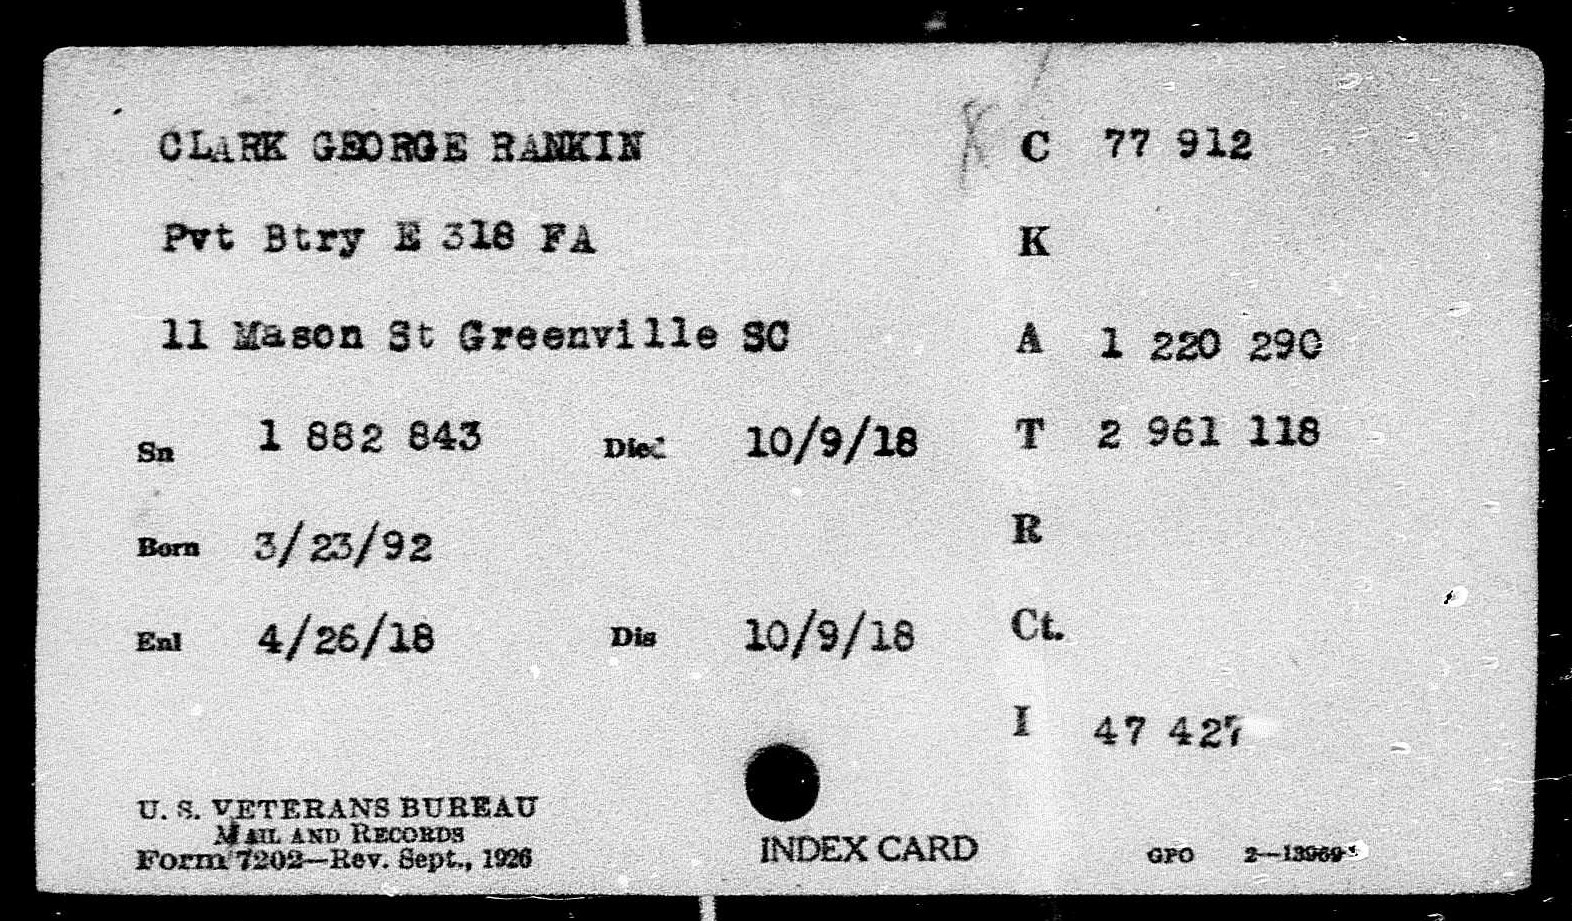 CLARK GEORGE RANKIN
C 77 912
Pvt Btry E 318 FA
K
11 Mason St Greenville SC
A 1 220 290
Sn 1 882 843 Died 10/9/18
T 2 961 118
Born 3/23/92
R
Enl 4/26/18 Dis 10/9/18
Ct.
I 47 427
U. S. VETERANS BUREAU
MAIL AND RECORDS
Form 7202—Rev. Sept., 1926
INDEX CARD
GPO